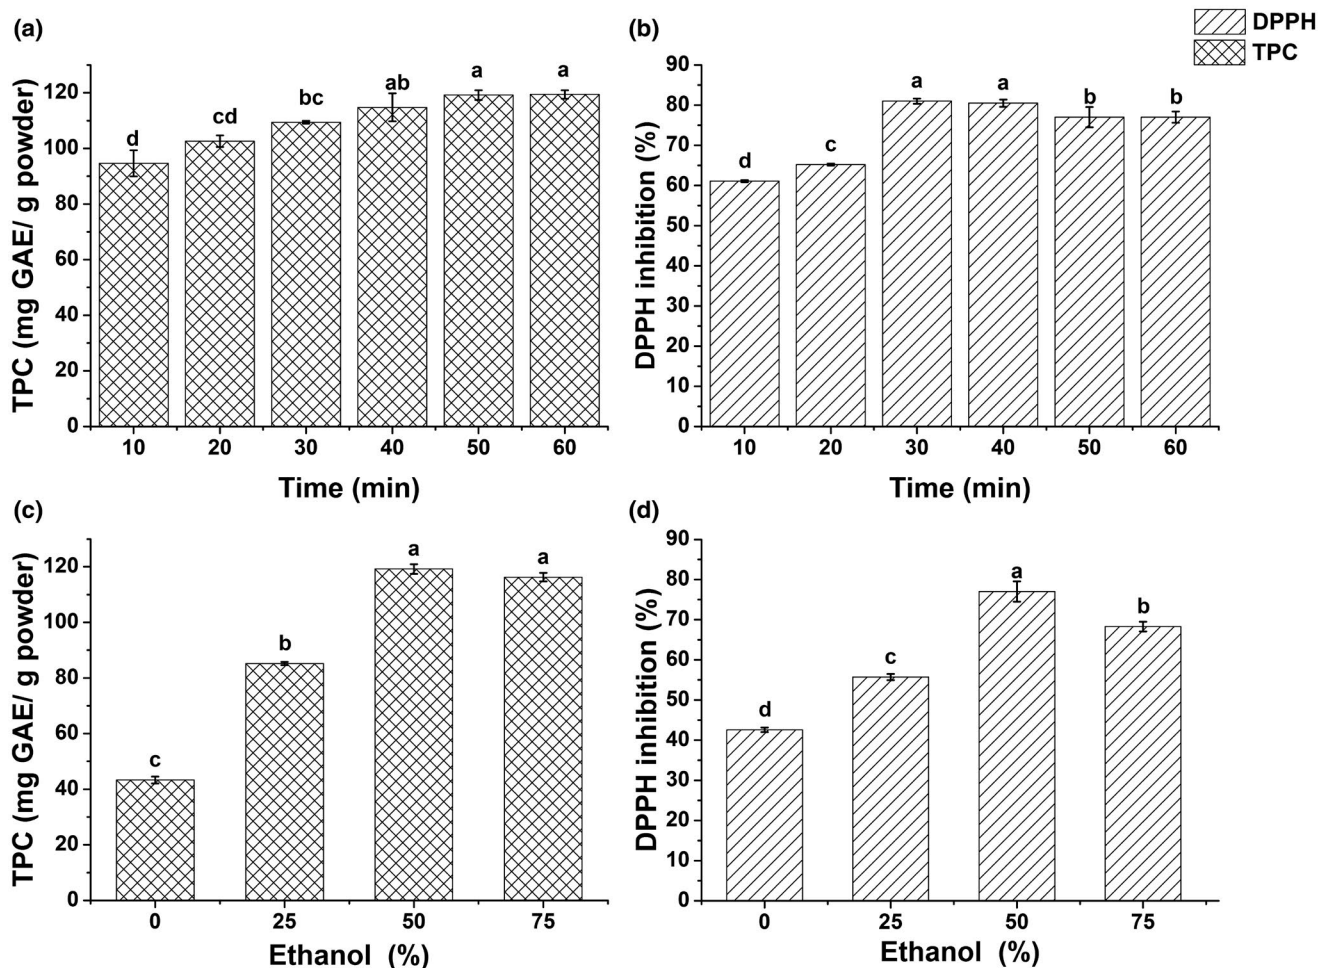 (a)
(b)
DPPH
TPC
TPC (mg GAE/ g powder)
120
100
80
60
40
20
0
d
cd
bc
ab
a
a
10
20
30
40
50
60
Time (min)
DPPH inhibition (%)
90
80
70
60
50
40
30
20
10
0
d
c
a
a
b
b
10
20
30
40
50
60
Time (min)
(c)
TPC (mg GAE/ g powder)
120
100
80
60
40
20
0
c
b
a
a
0
25
50
75
Ethanol (%)
(d)
DPPH inhibition (%)
90
80
70
60
50
40
30
20
10
0
d
c
a
b
0
25
50
75
Ethanol (%)